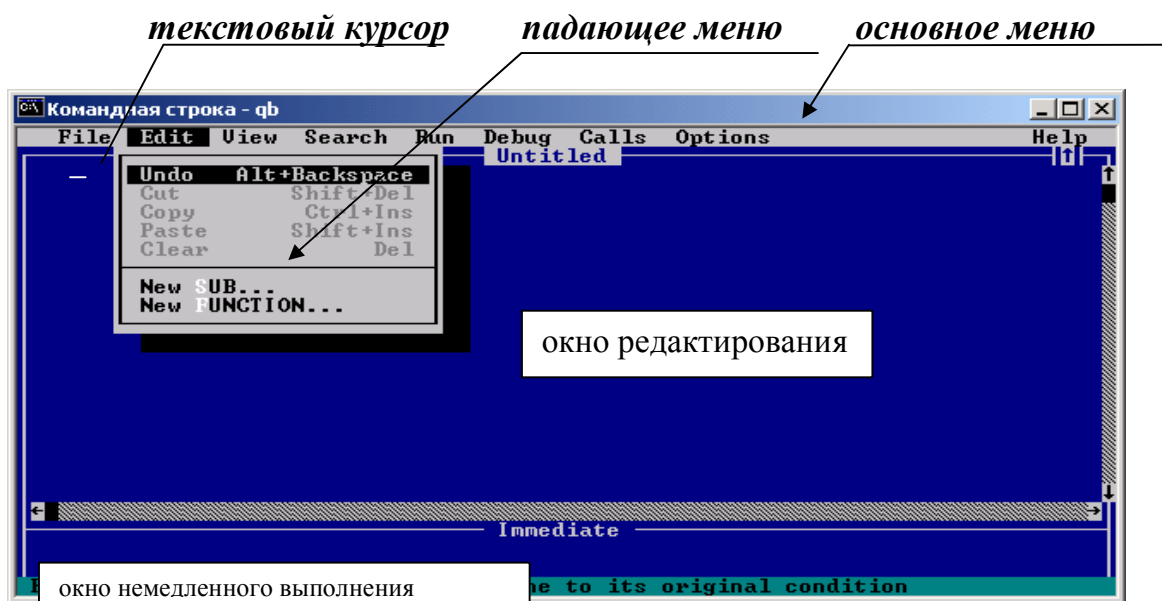 текстовый курсор падающее меню основное меню
Командная строка - qb
File Edit View Search Run Debug Calls Options Help
Untitled
Undo Alt+Backspace
Cut Shift+Del
Copy Ctrl+Ins
Paste Shift+Ins
Clear Del
New SUB...
New FUNCTION...
окно редактирования
Immediate
окно немедленного выполнения
to its original condition